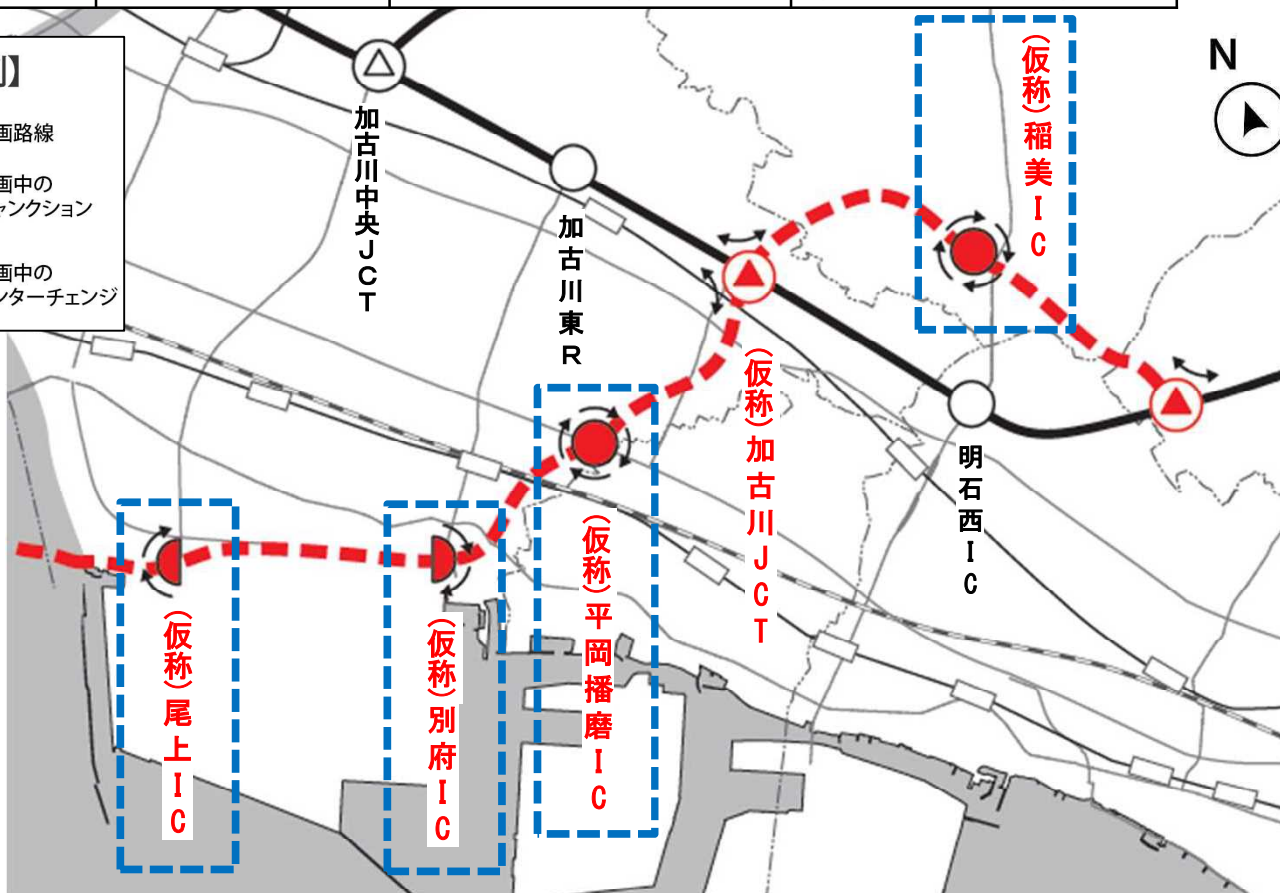 】
画路線
画中の
ャンクション
画中の
ンターチェンジ
加古川中央JCT
加古川東R
(仮称)加古川JCT
(仮称)稲美IC
N
明石西IC
(仮称)平岡播磨IC
(仮称)別府IC
(仮称)尾上IC